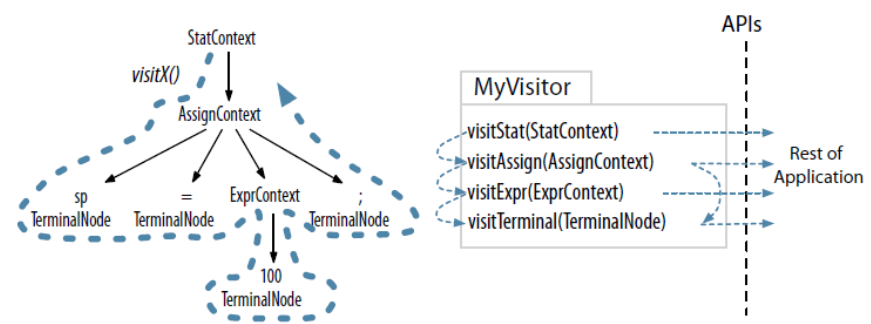 StatContext
visitX()
AssignContext
sp
TerminalNode
=
TerminalNode
ExprContext
;
TerminalNode
100
TerminalNode
APIs
MyVisitor
visitStat(StatContext)
visitAssign(AssignContext)
visitExpr(ExprContext)
visitTerminal(TerminalNode)
Rest of
Application